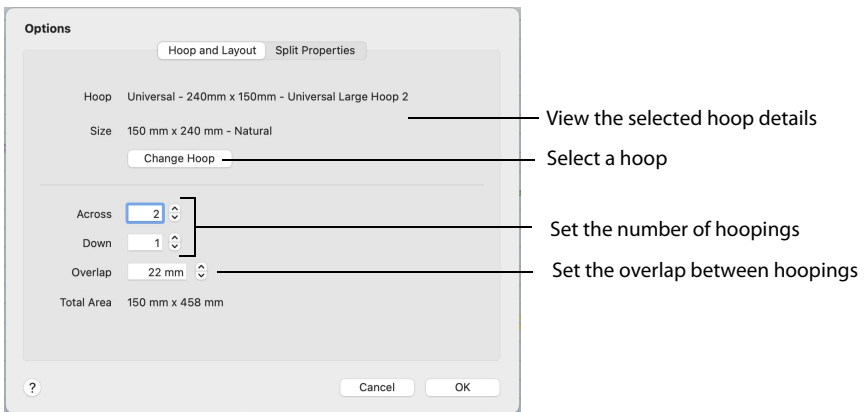 Options
Hoop and Layout Split Properties
Hoop Universal - 240mm x 150mm - Universal Large Hoop 2
View the selected hoop details
Size 150 mm x 240 mm - Natural
Change Hoop
Select a hoop
Across 2
Set the number of hoopings
Down 1
Overlap 22 mm
Set the overlap between hoopings
Total Area 150 mm x 458 mm
? Cancel OK